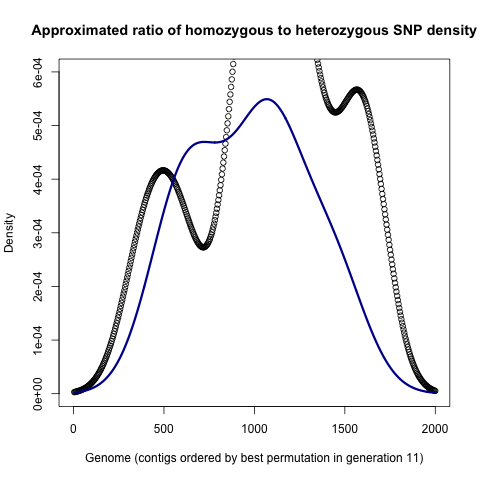 Approximated ratio of homozygous to heterozygous SNP density
6e-04
5e-04
4e-04
3e-04
2e-04
1e-04
0e+00
Density
0 500 1000 1500 2000
Genome (contigs ordered by best permutation in generation 11)